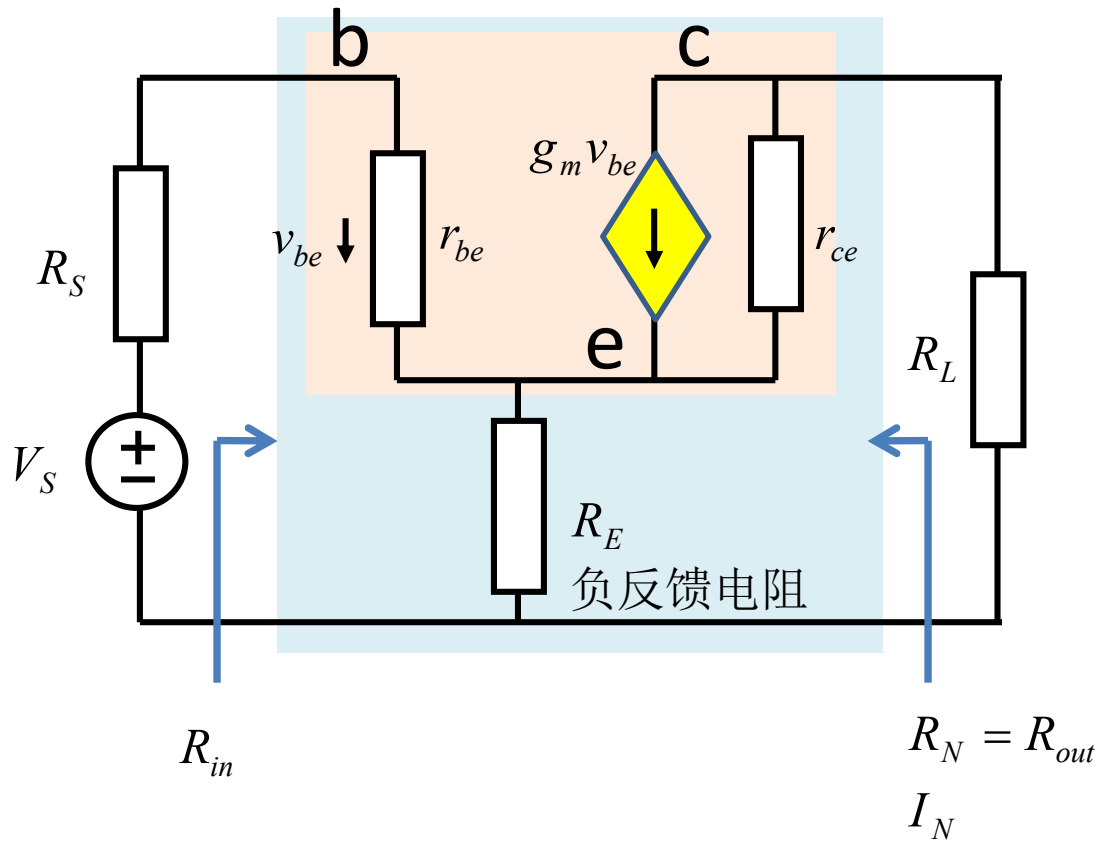 b
c
g_m v_be
v_be
r_be
r_ce
R_S
e
R_L
V_S
+
−
R_E
负反馈电阻
R_in
R_N = R_out
I_N